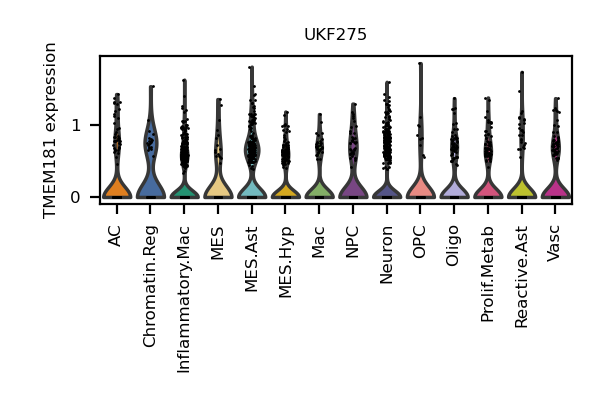 UKF275
TMEM181 expression
1
0
AC
Chromatin.Reg
Inflammatory.Mac
MES
MES.Ast
MES.Hyp
Mac
NPC
Neuron
OPC
Oligo
Prolif.Metab
Reactive.Ast
Vasc